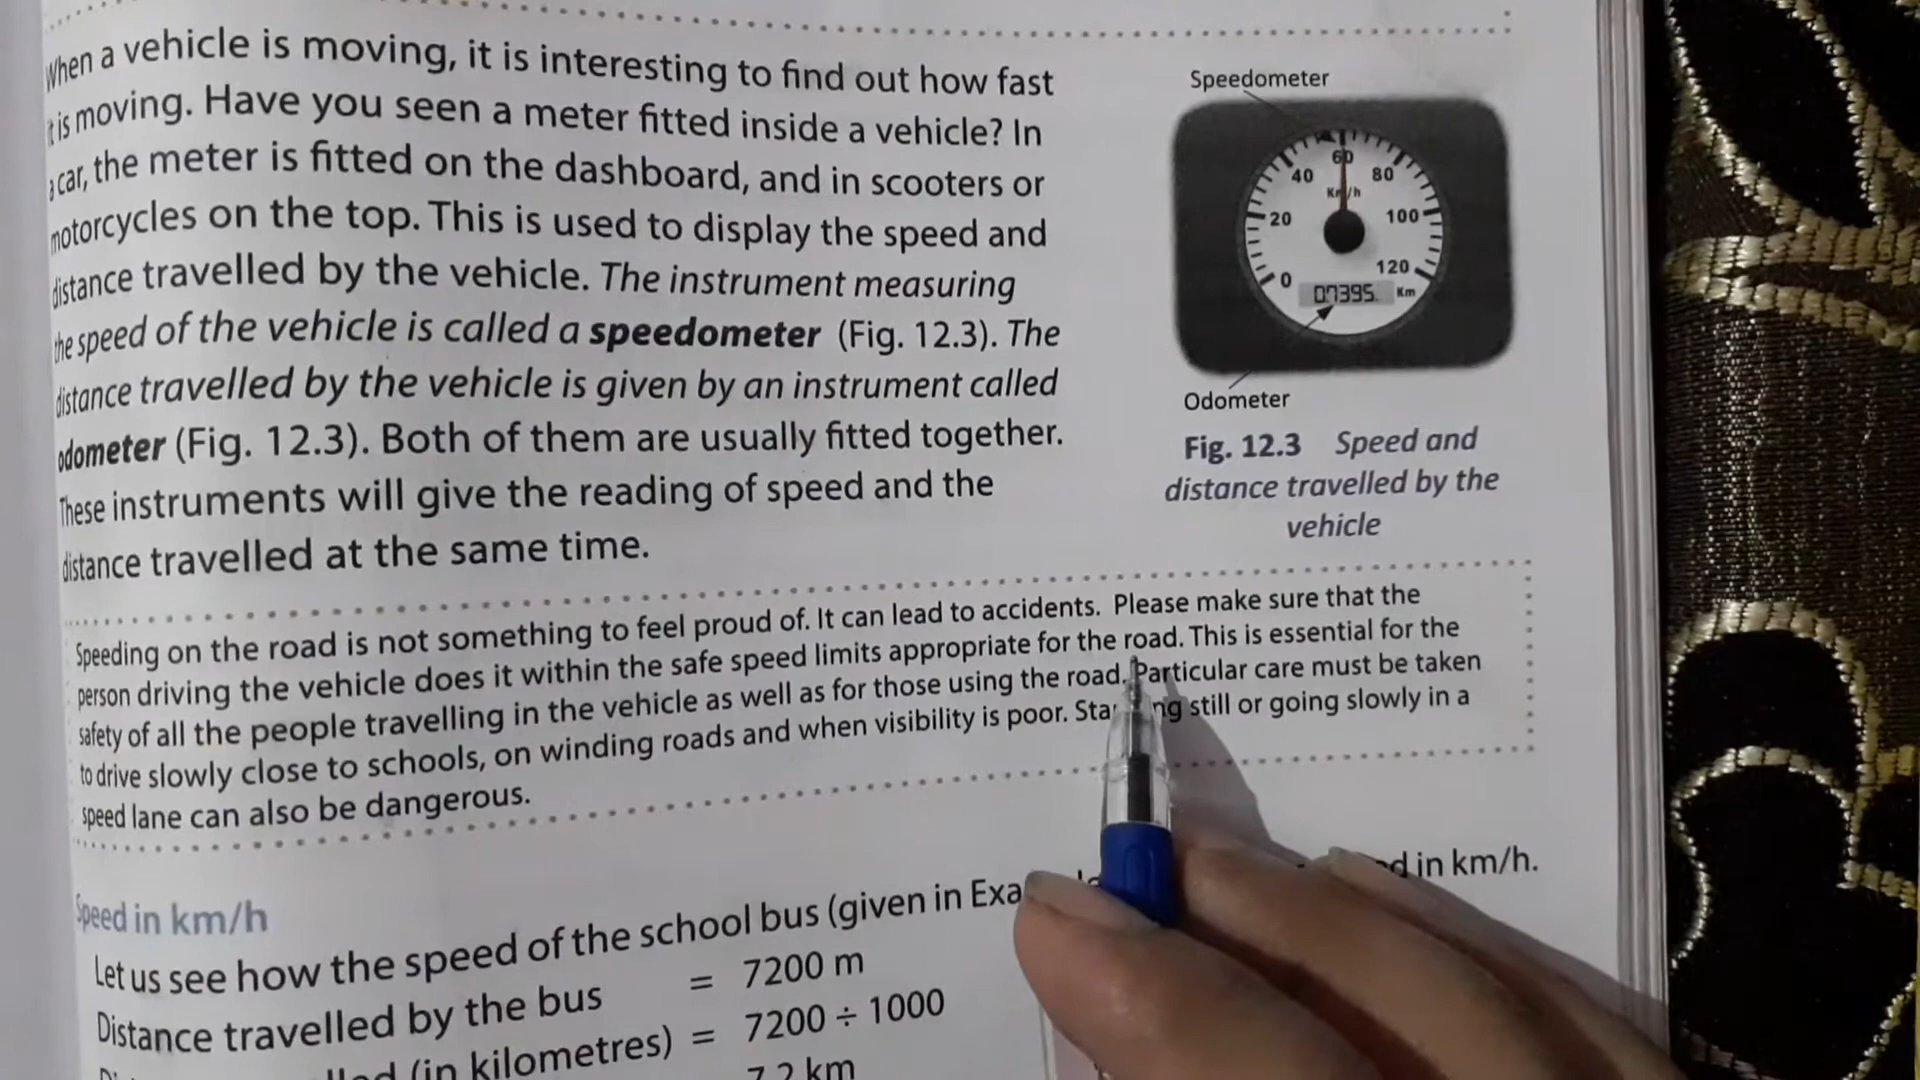 When a vehicle is moving, it is interesting to find out how fast
it is moving. Have you seen a meter fitted inside a vehicle? In
a car, the meter is fitted on the dashboard, and in scooters or
motorcycles on the top. This is used to display the speed and
distance travelled by the vehicle. The instrument measuring
the speed of the vehicle is called a speedometer (Fig. 12.3). The
distance travelled by the vehicle is given by an instrument called
odometer (Fig. 12.3). Both of them are usually fitted together.
These instruments will give the reading of speed and the
distance travelled at the same time.
Speedometer
0
20
40
60
80
100
120
Km/h
07395 Km
Odometer
Fig. 12.3 Speed and
distance travelled by the
vehicle
Speeding on the road is not something to feel proud of. It can lead to accidents. Please make sure that the
person driving the vehicle does it within the safe speed limits appropriate for the road. This is essential for the
safety of all the people travelling in the vehicle as well as for those using the road. Particular care must be taken
to drive slowly close to schools, on winding roads and when visibility is poor. still or going slowly in a
speed lane can also be dangerous.
Speed in km/h
Let us see how the speed of the school bus (given in in km/h.
Distance travelled by the bus = 7200 m
(in kilometres) = 7200 ÷ 1000
7.2 km